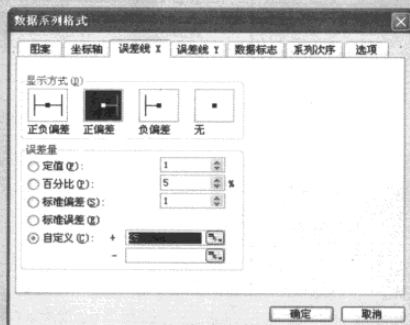 数据系列格式
图案 坐标轴 误差线 X 误差线 Y 数据标志 系列次序 选项
显示方式(D)
正负偏差 正偏差 负偏差 无
误差量
定值(F): 1
百分比(P): 5 %
标准偏差(S): 1
标准误差(R)
自定义(C): +
-
确定 取消